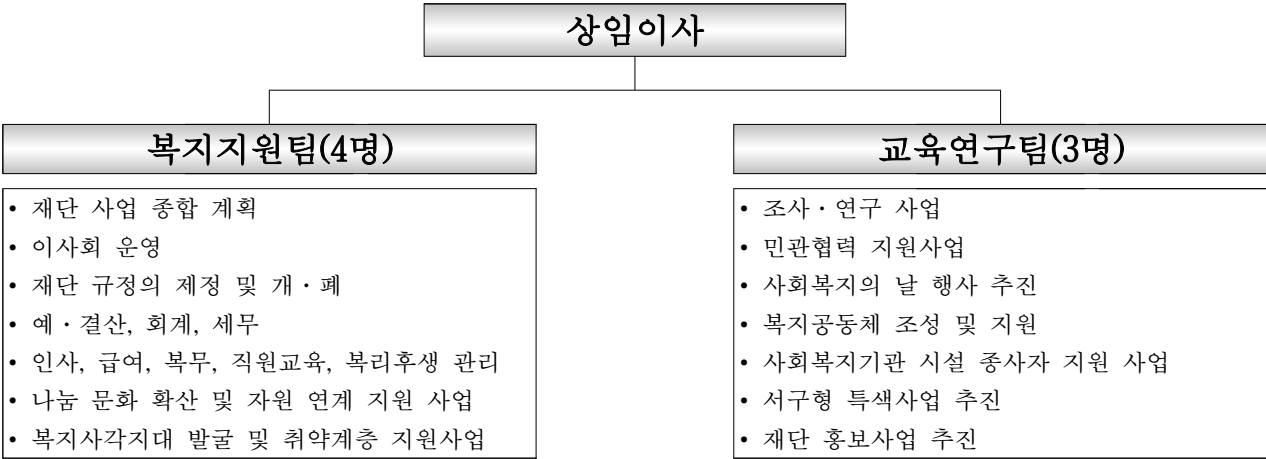 상임이사
복지지원팀(4명)
• 재단 사업 종합 계획
• 이사회 운영
• 재단 규정의 제정 및 개·폐
• 예·결산, 회계, 세무
• 인사, 급여, 복무, 직원교육, 복리후생 관리
• 나눔 문화 확산 및 자원 연계 지원 사업
• 복지사각지대 발굴 및 취약계층 지원사업
교육연구팀(3명)
• 조사·연구 사업
• 민관협력 지원사업
• 사회복지의 날 행사 추진
• 복지공동체 조성 및 지원
• 사회복지기관 시설 종사자 지원 사업
• 서구형 특색사업 추진
• 재단 홍보사업 추진